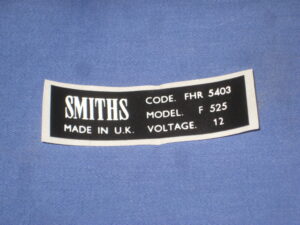 SMITHS
MADE IN U.K.
CODE. FHR 5403
MODEL. F 525
VOLTAGE. 12